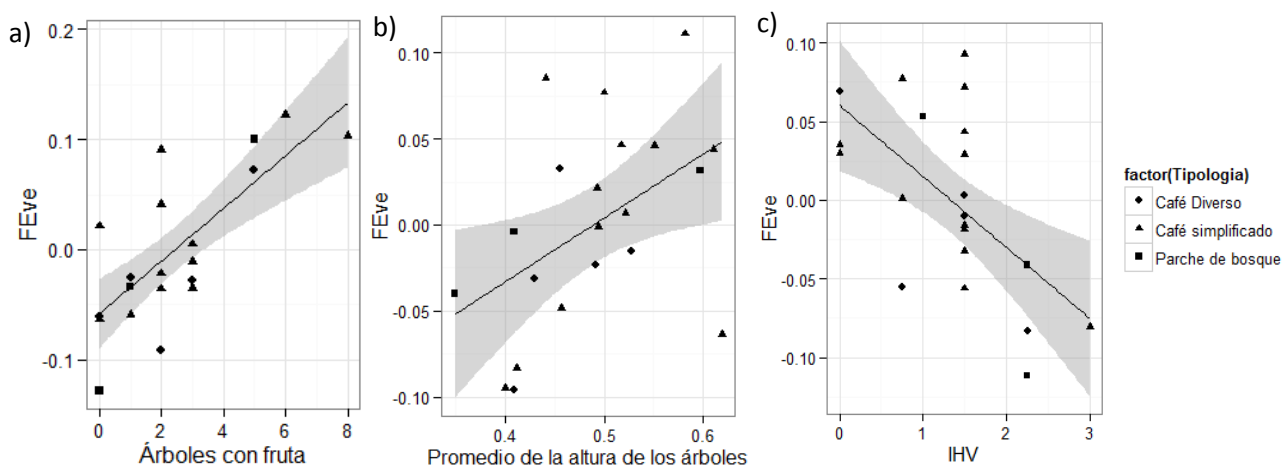 a)
FEve
0.2
0.1
0.0
-0.1
0 2 4 6 8
Árboles con fruta
b)
FEve
0.10
0.05
0.00
-0.05
-0.10
0.4 0.5 0.6
Promedio de la altura de los árboles
c)
FEve
0.10
0.05
0.00
-0.05
-0.10
0 1 2 3
IHV
factor(Tipologia)
Café Diverso
Café simplificado
Parche de bosque